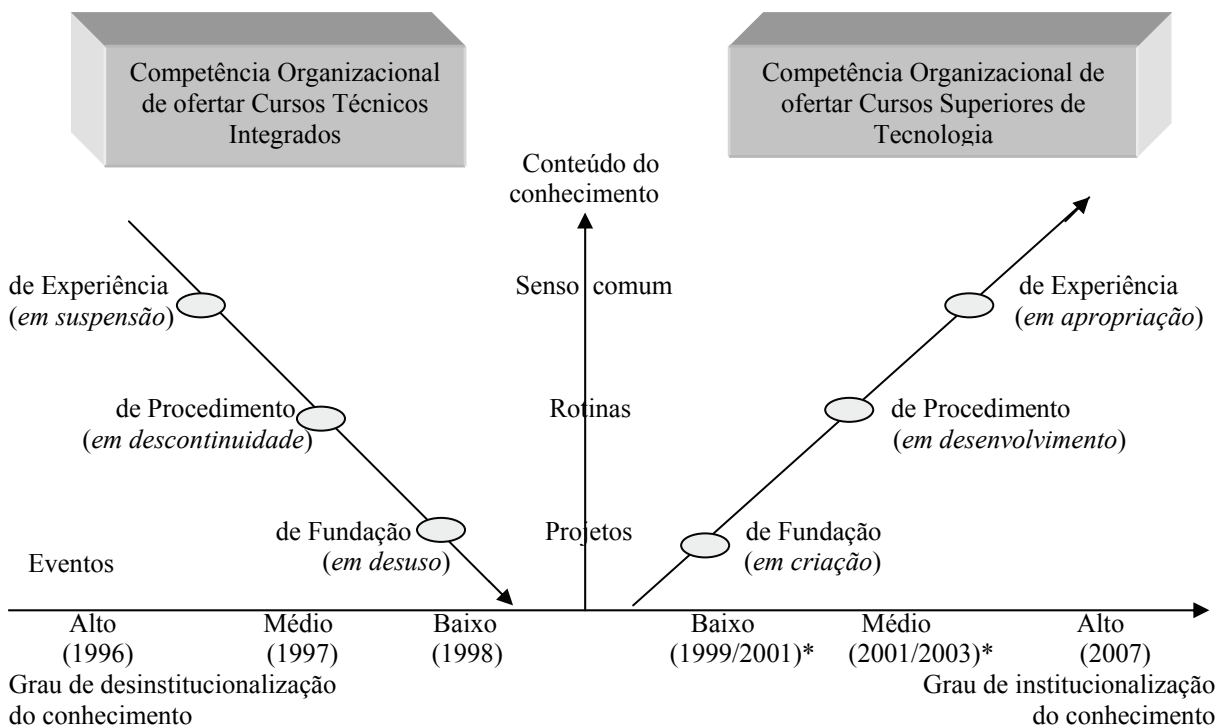 Competência Organizacional
de ofertar Cursos Técnicos
Integrados
Competência Organizacional de
ofertar Cursos Superiores de
Tecnologia
Conteúdo do
conhecimento
de Experiência
(em suspensão)
Senso comum
de Experiência
(em apropriação)
de Procedimento
(em descontinuidade)
Rotinas
de Procedimento
(em desenvolvimento)
de Fundação
(em desuso)
Projetos
de Fundação
(em criação)
Eventos
Alto
(1996)
Médio
(1997)
Baixo
(1998)
Baixo
(1999/2001)*
Médio
(2001/2003)*
Alto
(2007)
Grau de desinstitucionalização
do conhecimento
Grau de institucionalização
do conhecimento